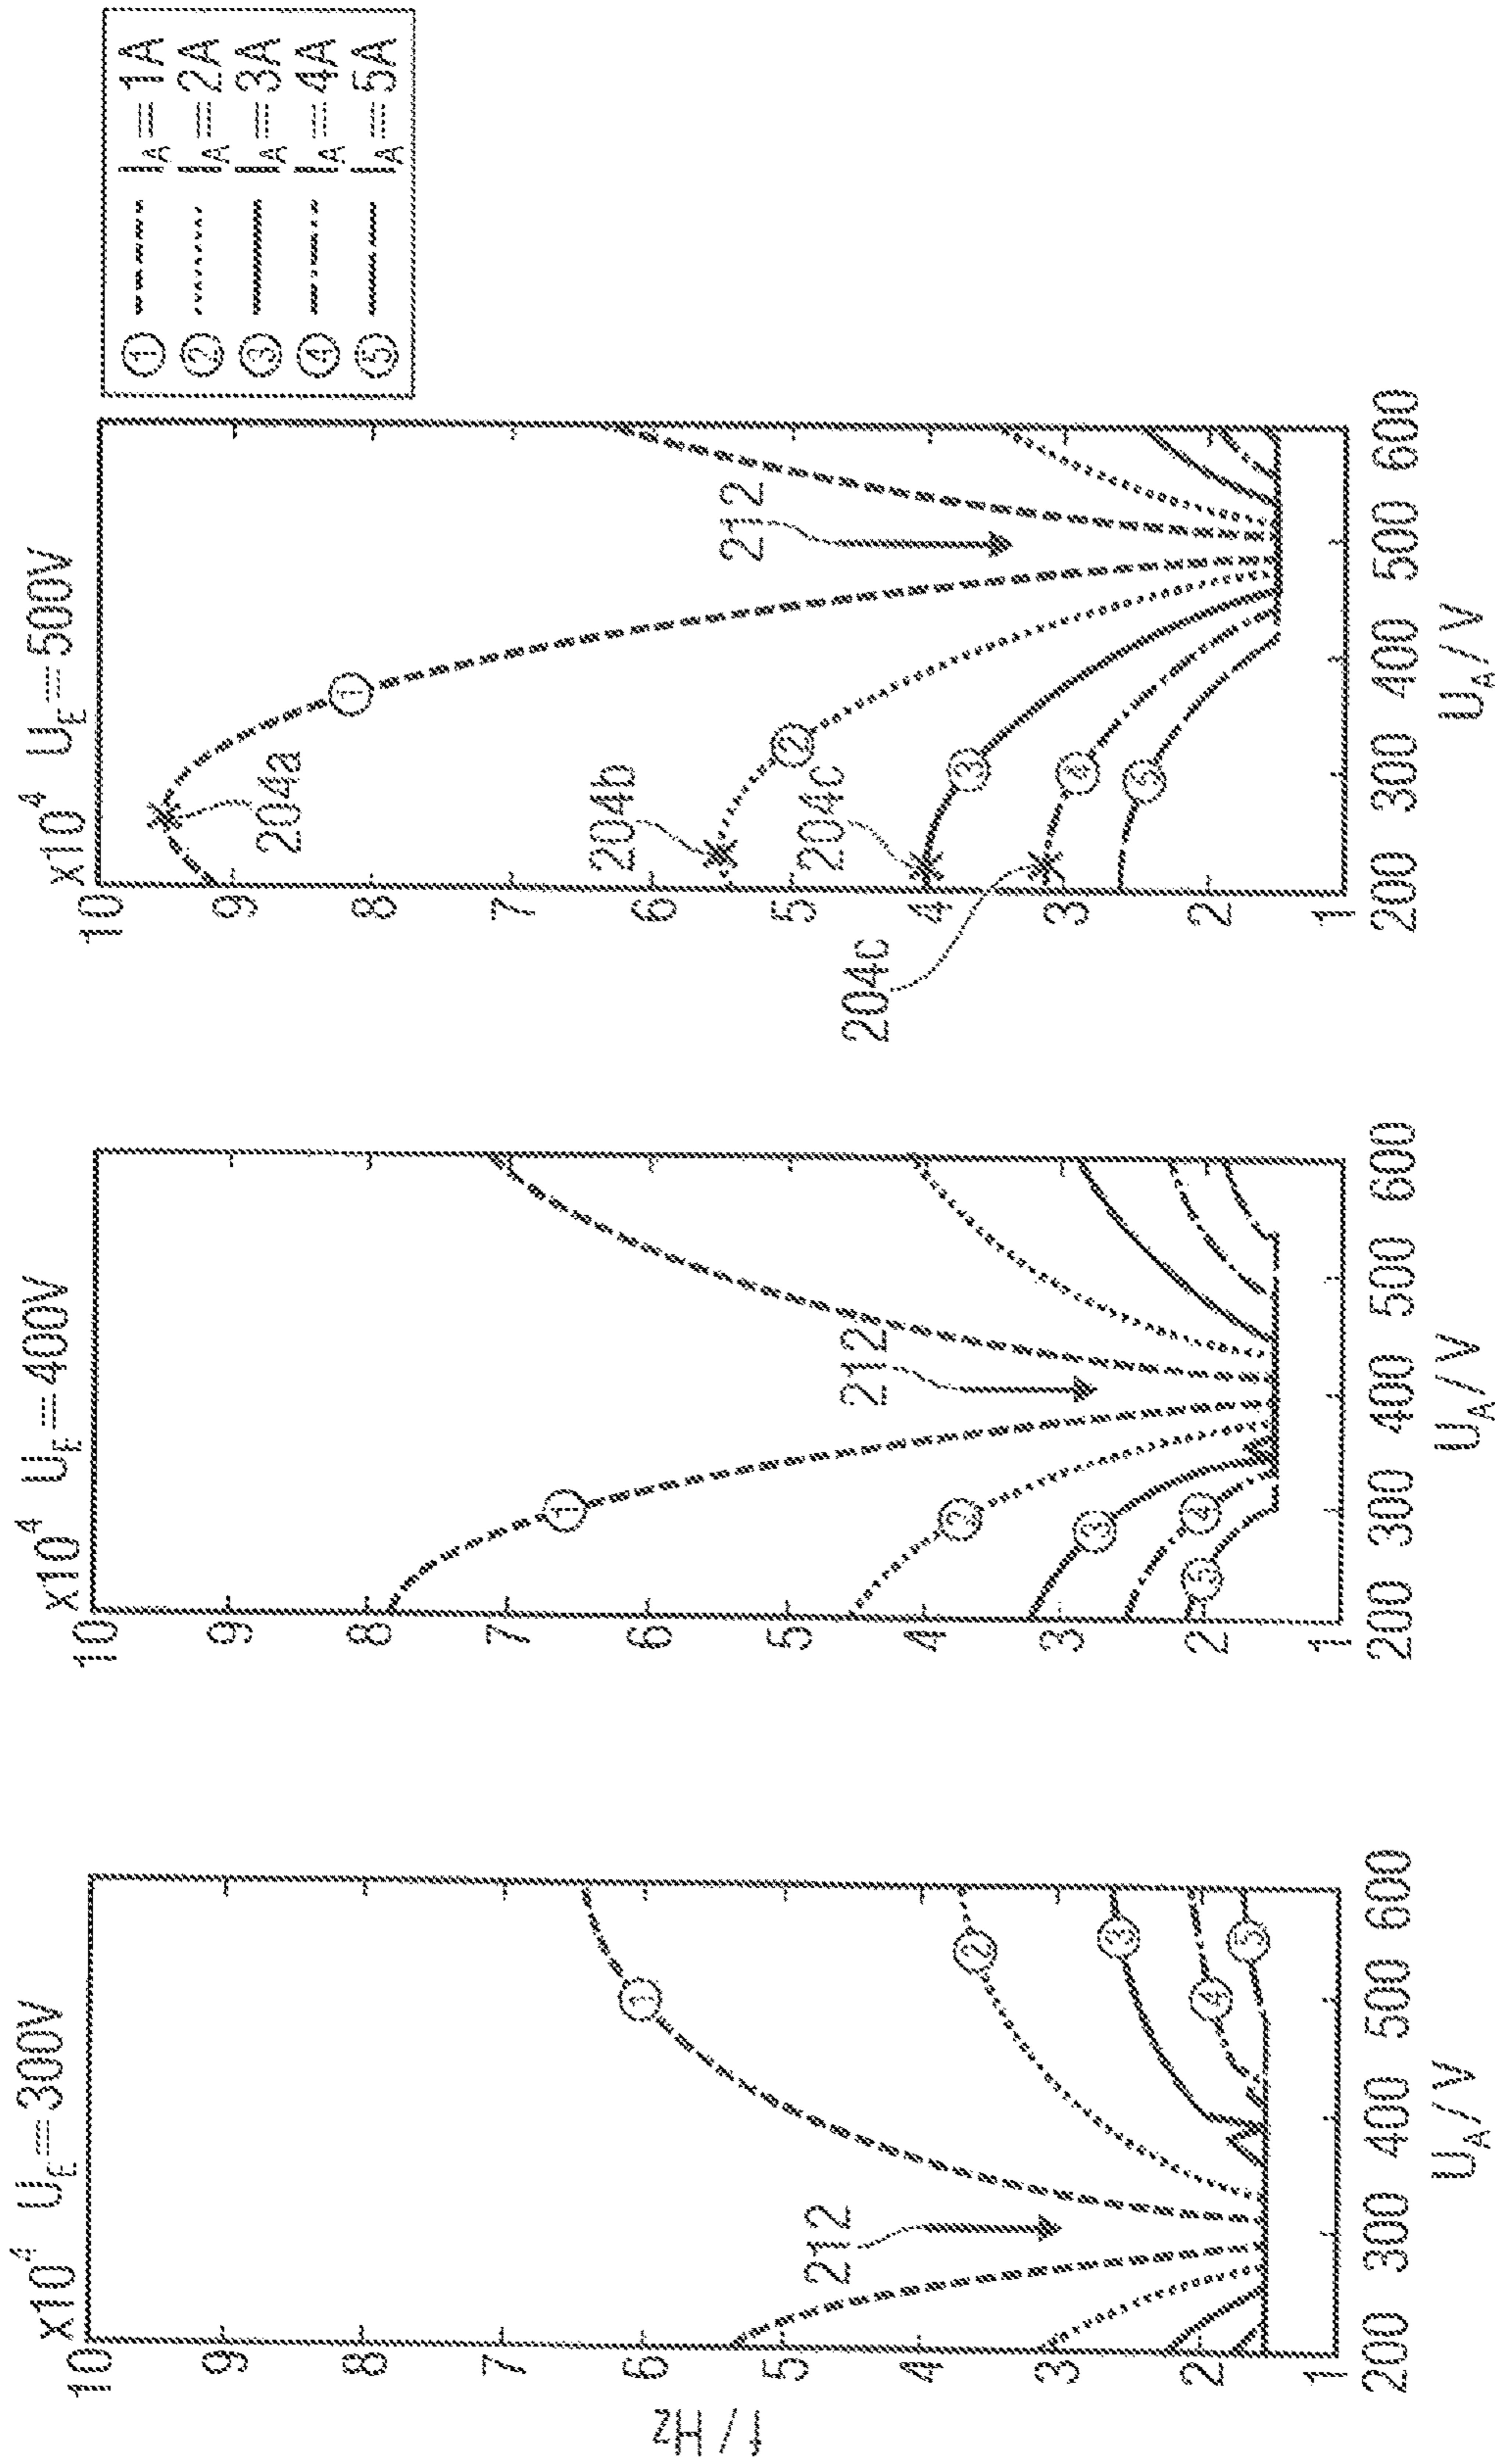 x10⁴ U_E=300V
10
9
8
7
6
5
4
3
2
1
f / Hz
212
①
②
③
④
⑤
200 300 400 500 600
U_A/V
x10⁴ U_E=400V
10
9
8
7
6
5
4
3
2
1
①
②
③
④
⑤
212
200 300 400 500 600
U_A/V
x10⁴ U_E=500V
10
9
8
7
6
5
4
3
2
1
204a
①
204b
②
204c
③
204c
④
⑤
212
200 300 400 500 600
U_A/V
① I_A=1A
② I_A=2A
③ I_A=3A
④ I_A=4A
⑤ I_A=5A